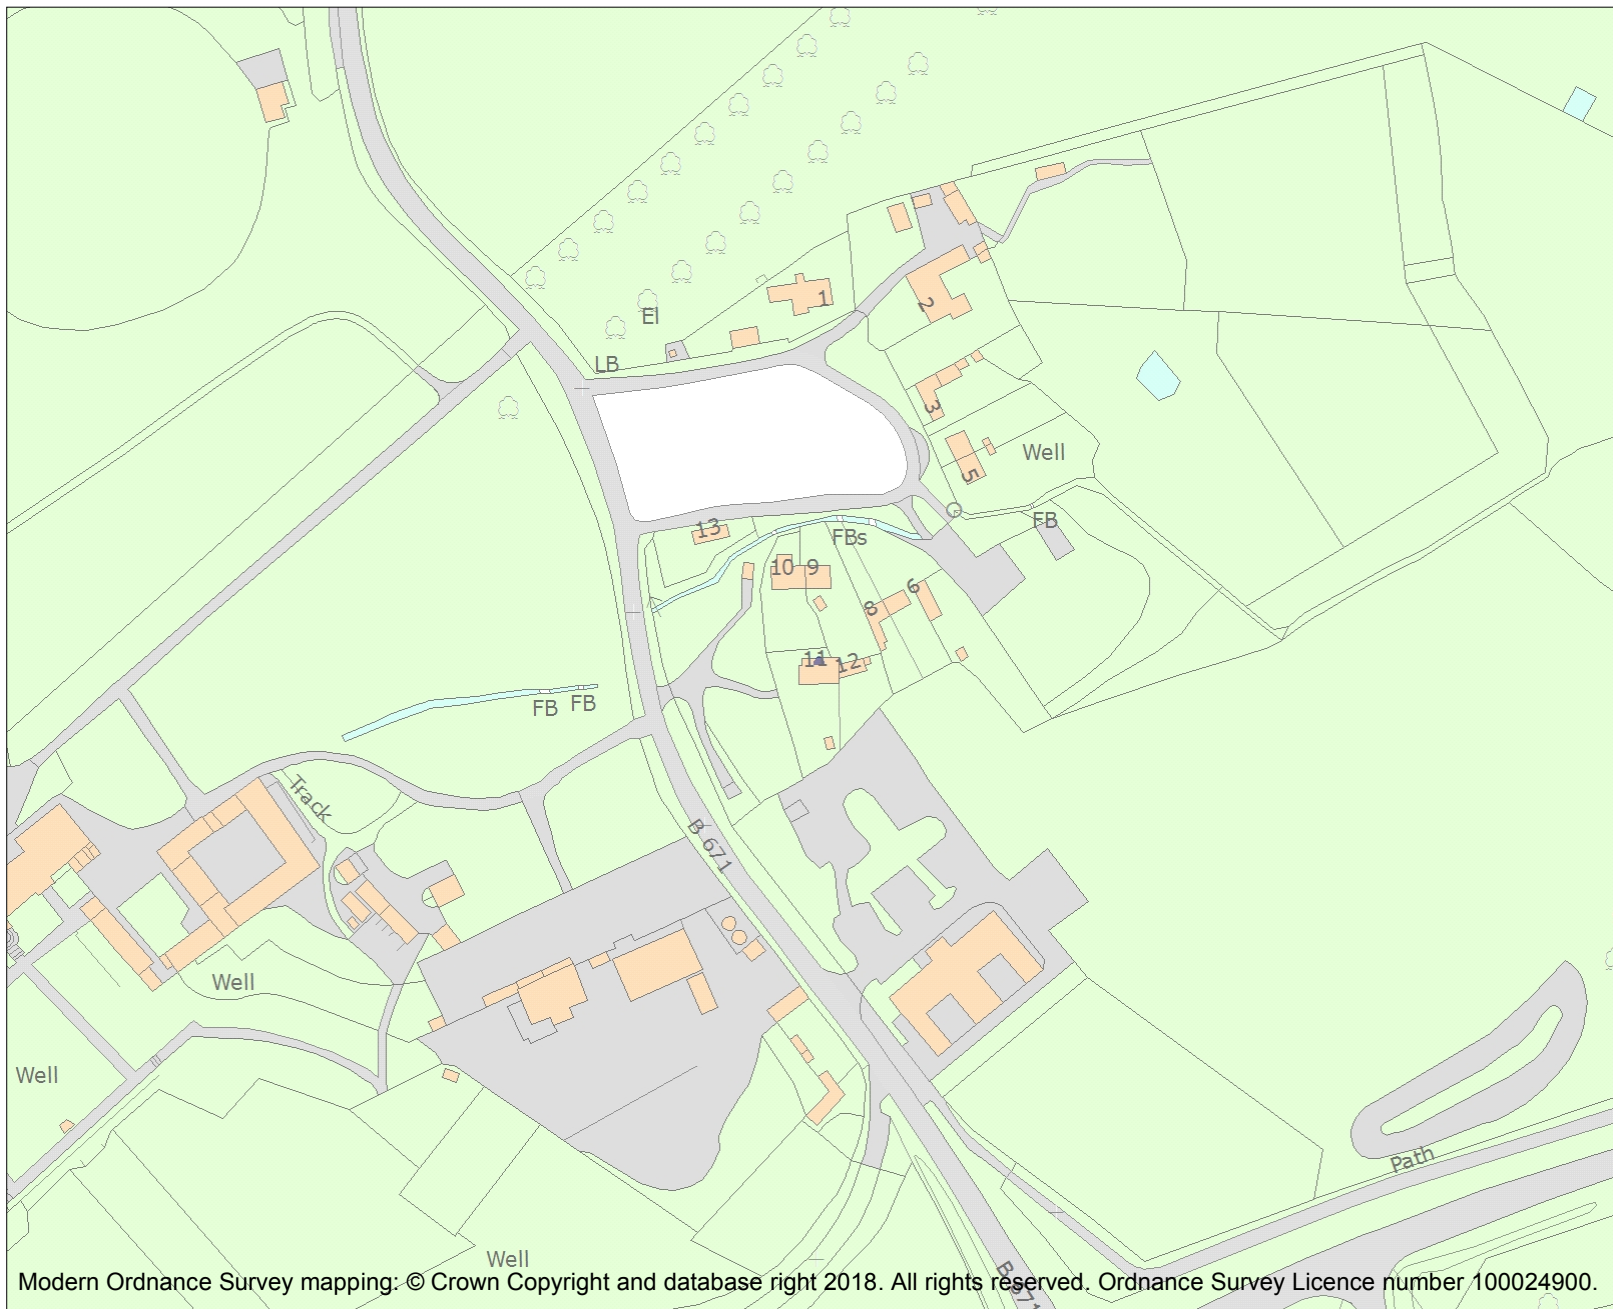 1
2
El
LB
3
Well
5
FB
13
FBs
10
9
6
8
11
12
FB
FB
Track
B 671
Well
Well
Path
Well
B 671
Modern Ordnance Survey mapping: © Crown Copyright and database right 2018. All rights reserved. Ordnance Survey Licence number 100024900.